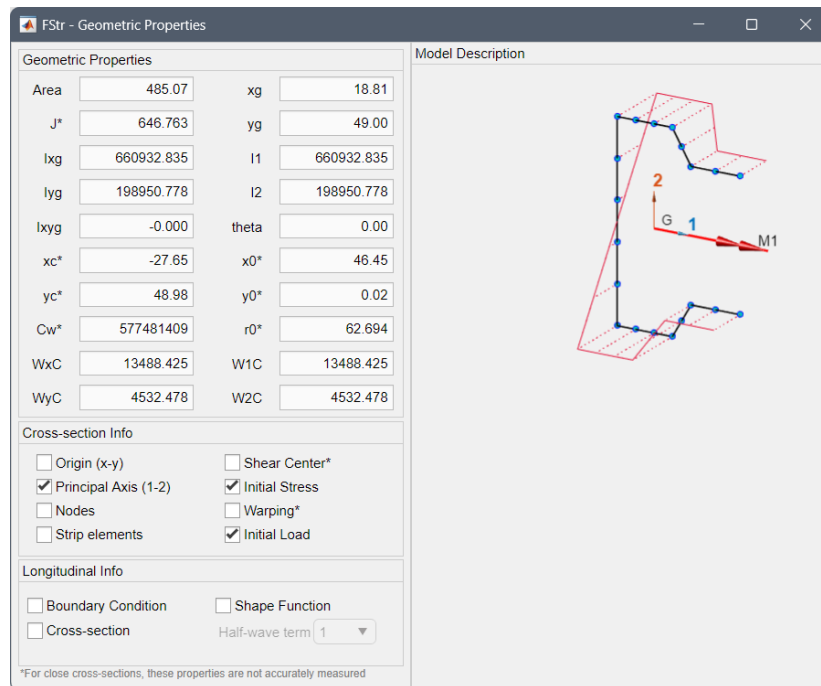 FStr - Geometric Properties
Geometric Properties
Area 485.07 xg 18.81
J* 646.763 yg 49.00
Ixg 660932.835 I1 660932.835
Iyg 198950.778 I2 198950.778
Ixyg -0.000 theta 0.00
xc* -27.65 x0* 46.45
yc* 48.98 y0* 0.02
Cw* 577481409 r0* 62.694
WxC 13488.425 W1C 13488.425
WyC 4532.478 W2C 4532.478
Cross-section Info
Origin (x-y) Shear Center*
Principal Axis (1-2) Initial Stress
Nodes Warping*
Strip elements Initial Load
Longitudinal Info
Boundary Condition Shape Function
Cross-section Half-wave term 1
*For close cross-sections, these properties are not accurately measured
Model Description
2
G 1
M1